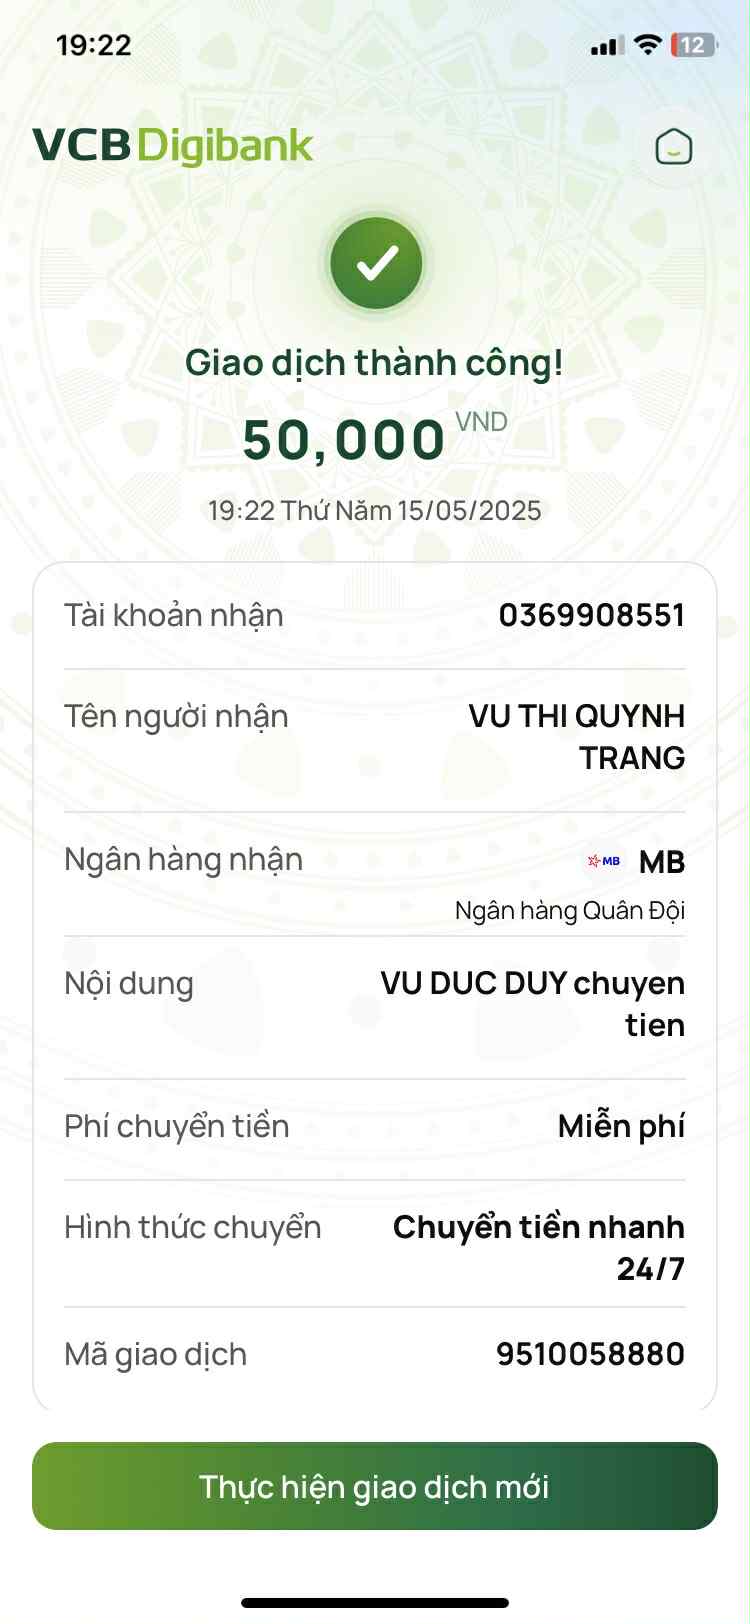 19:22
12
VCB Digibank
Giao dịch thành công!
50,000 VND
19:22 Thứ Năm 15/05/2025
Tài khoản nhận 0369908551
Tên người nhận VU THI QUYNH
TRANG
Ngân hàng nhận MB MB
Ngân hàng Quân Đội
Nội dung VU DUC DUY chuyen
tien
Phí chuyển tiền Miễn phí
Hình thức chuyển Chuyển tiền nhanh
24/7
Mã giao dịch 9510058880
Thực hiện giao dịch mới